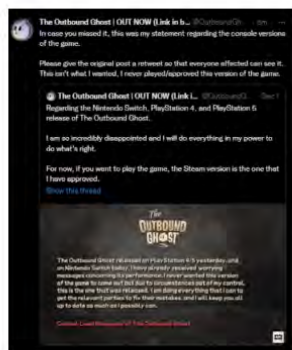 The Outbound Ghost | OUT NOW (Link in b...
In case you missed it, this was my statement regarding the console versions
of the game.
Please give the original post a retweet so that everyone affected can see it.
This isn't what I wanted, I never played/approved this version of the game.
The Outbound Ghost | OUT NOW (Link i...
Regarding the Nintendo Switch, PlayStation 4, and PlayStation 5
release of The Outbound Ghost.
I am so incredibly disappointed and I will do everything in my power to
do what's right.
For now, if you want to play the game, the Steam version is the one that
I have approved.
Show this thread
The
OUTBOUND
GHOST
The Outbound Ghost released on PlayStation 4/5 yesterday, and
on Nintendo Switch today. I have already received worrying
messages concerning its performance. I never wanted this version
of the game to come out but due to circumstances out of my control,
this is the one that was released. I am doing everything that I can to
get the relevant parties to fix their mistakes, and I will keep you all
up to date as much as I possibly can.
Conrad, Lead Developer of The Outbound Ghost